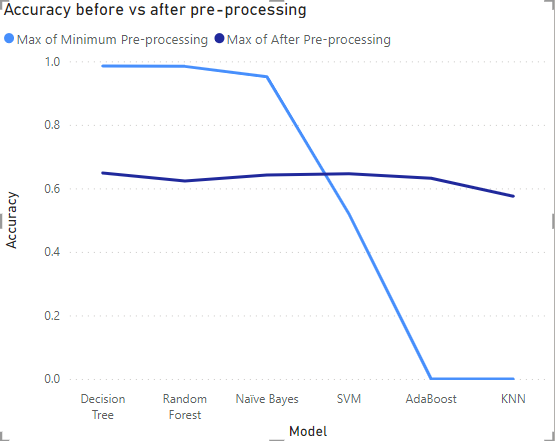 Accuracy before vs after pre-processing
Max of Minimum Pre-processing Max of After Pre-processing
1.0
0.8
0.6
0.4
0.2
0.0
Accuracy
Decision Tree
Random Forest
Naïve Bayes
SVM
AdaBoost
KNN
Model